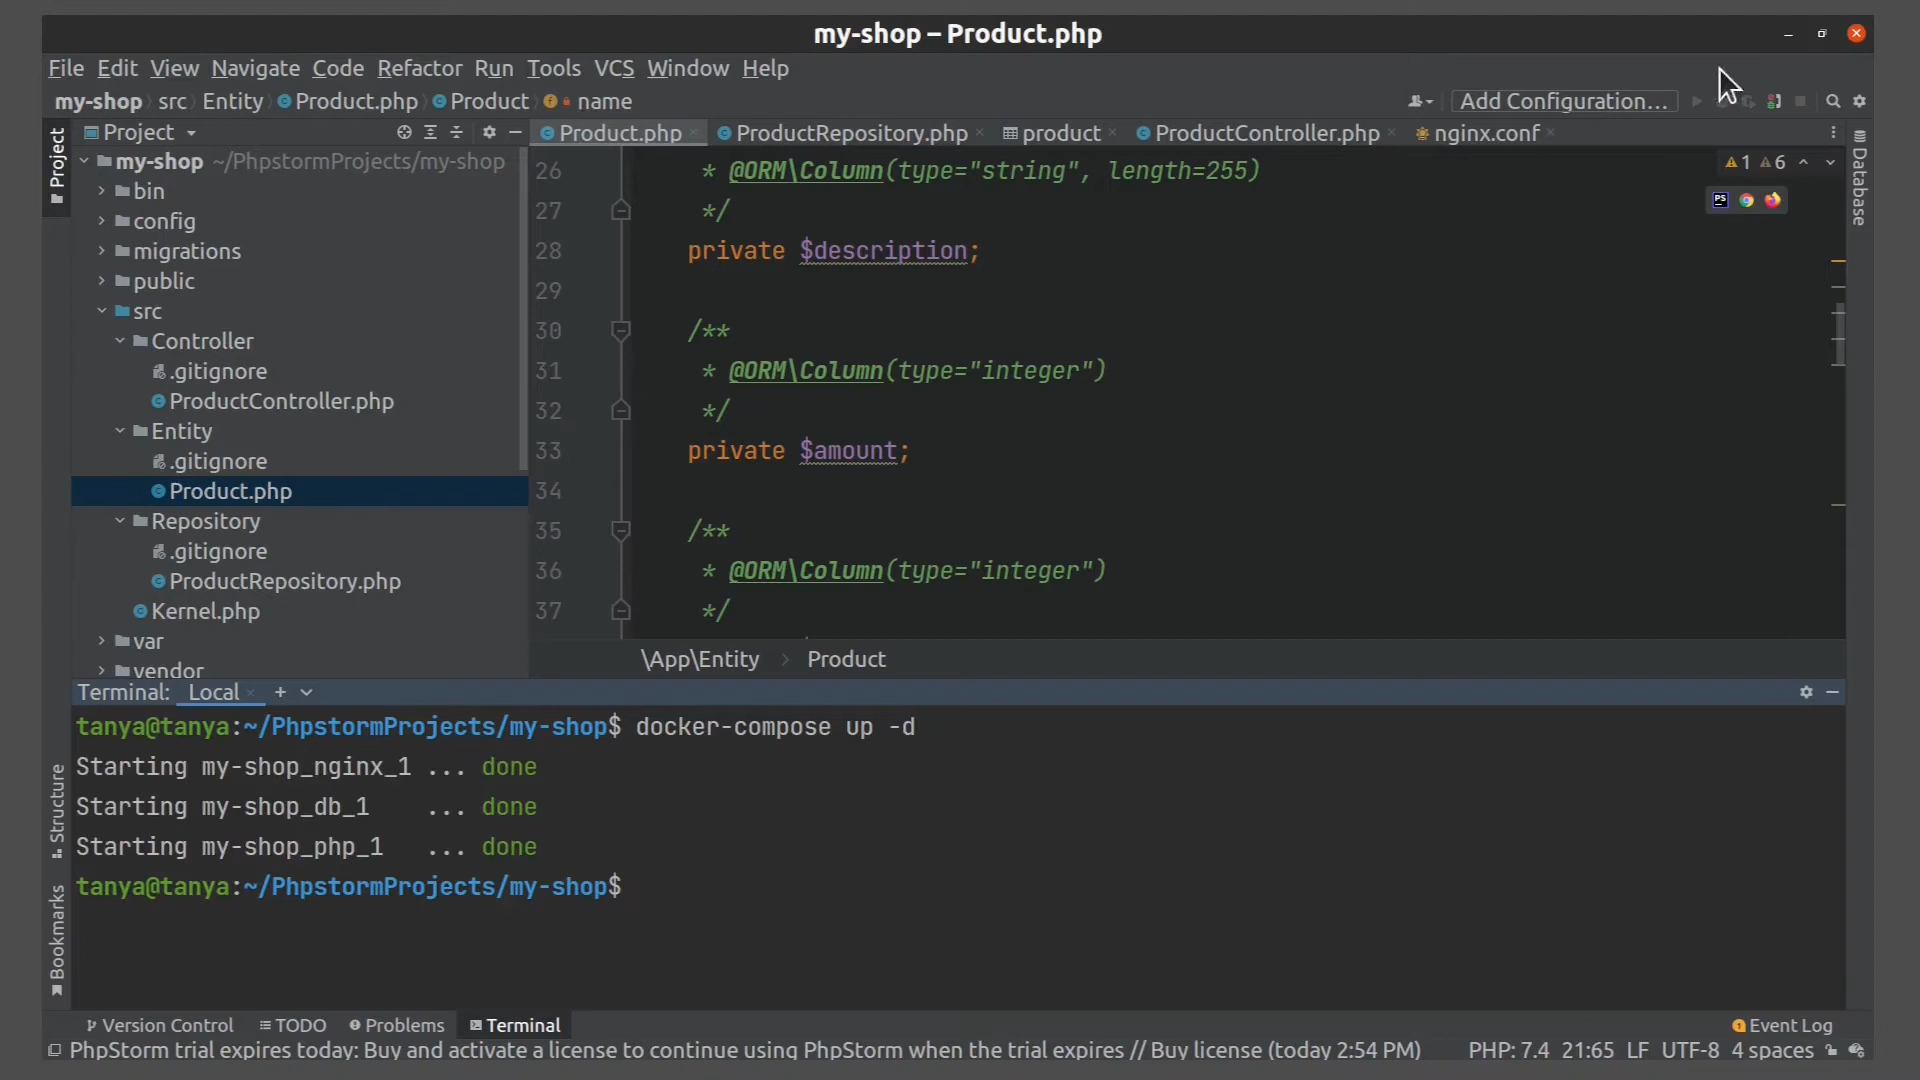 my-shop – Product.php
File Edit View Navigate Code Refactor Run Tools VCS Window Help
my-shop src Entity Product.php Product name
Add Configuration...
Project
Project
my-shop ~/PhpstormProjects/my-shop
bin
config
migrations
public
src
Controller
.gitignore
ProductController.php
Entity
.gitignore
Product.php
Repository
.gitignore
ProductRepository.php
Kernel.php
var
vendor
Product.php ProductRepository.php product ProductController.php nginx.conf
1 6
PS
Database
26 * @ORM\Column(type="string", length=255)
27 */
28 private $description;
29
30 /**
31 * @ORM\Column(type="integer")
32 */
33 private $amount;
34
35 /**
36 * @ORM\Column(type="integer")
37 */
\App\Entity › Product
Terminal: Local
tanya@tanya:~/PhpstormProjects/my-shop$ docker-compose up -d
Starting my-shop_nginx_1 ... done
Starting my-shop_db_1 ... done
Starting my-shop_php_1 ... done
tanya@tanya:~/PhpstormProjects/my-shop$
Structure
Bookmarks
Version Control TODO Problems Terminal
1 Event Log
PhpStorm trial expires today: Buy and activate a license to continue using PhpStorm when the trial expires // Buy license (today 2:54 PM) PHP: 7.4 21:65 LF UTF-8 4 spaces